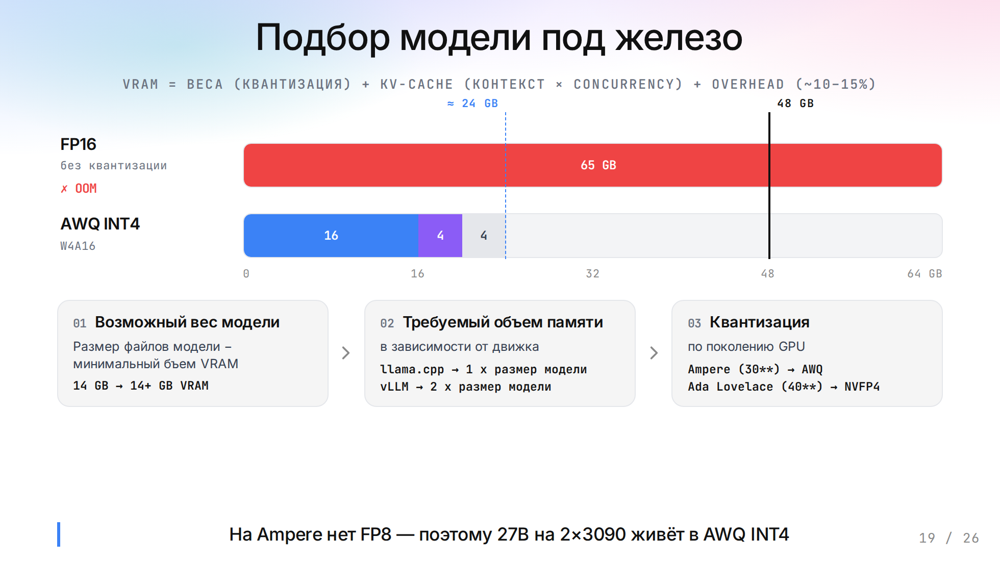 Подбор модели под железо
VRAM = ВЕСА (КВАНТИЗАЦИЯ) + KV-CACHE (КОНТЕКСТ × CONCURRENCY) + OVERHEAD (~10–15%)
≈ 24 GB
48 GB
FP16
без квантизации
✗ OOM
65 GB
AWQ INT4
W4A16
16
4
4
0
16
32
48
64 GB
01 Возможный вес модели
Размер файлов модели –
минимальный бъем VRAM
14 GB → 14+ GB VRAM
02 Требуемый объем памяти
в зависимости от движка
llama.cpp → 1 x размер модели
vLLM → 2 x размер модели
03 Квантизация
по поколению GPU
Ampere (30**) → AWQ
Ada Lovelace (40**) → NVFP4
На Ampere нет FP8 — поэтому 27B на 2×3090 живёт в AWQ INT4
19 / 26